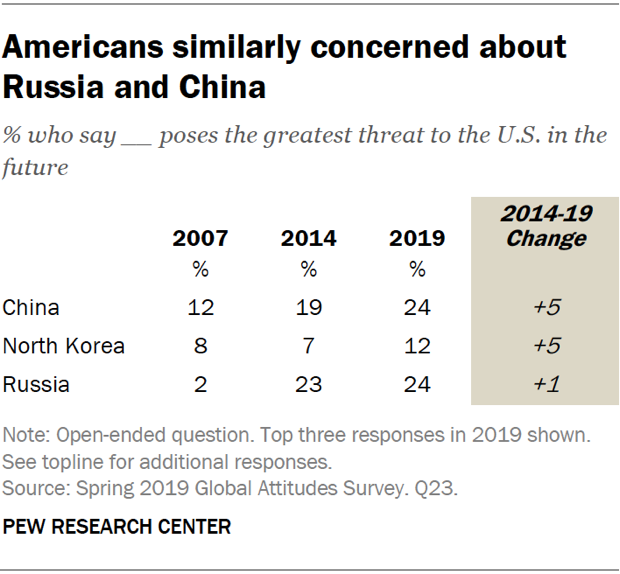 Americans similarly concerned about
Russia and China
% who say __ poses the greatest threat to the U.S. in the
future
2014-19
2007 2014 2019 Change
% % %
China 12 19 24 +5
North Korea 8 7 12 +5
Russia 2 23 24 +1
Note: Open-ended question. Top three responses in 2019 shown.
See topline for additional responses.
Source: Spring 2019 Global Attitudes Survey. Q23.
PEW RESEARCH CENTER